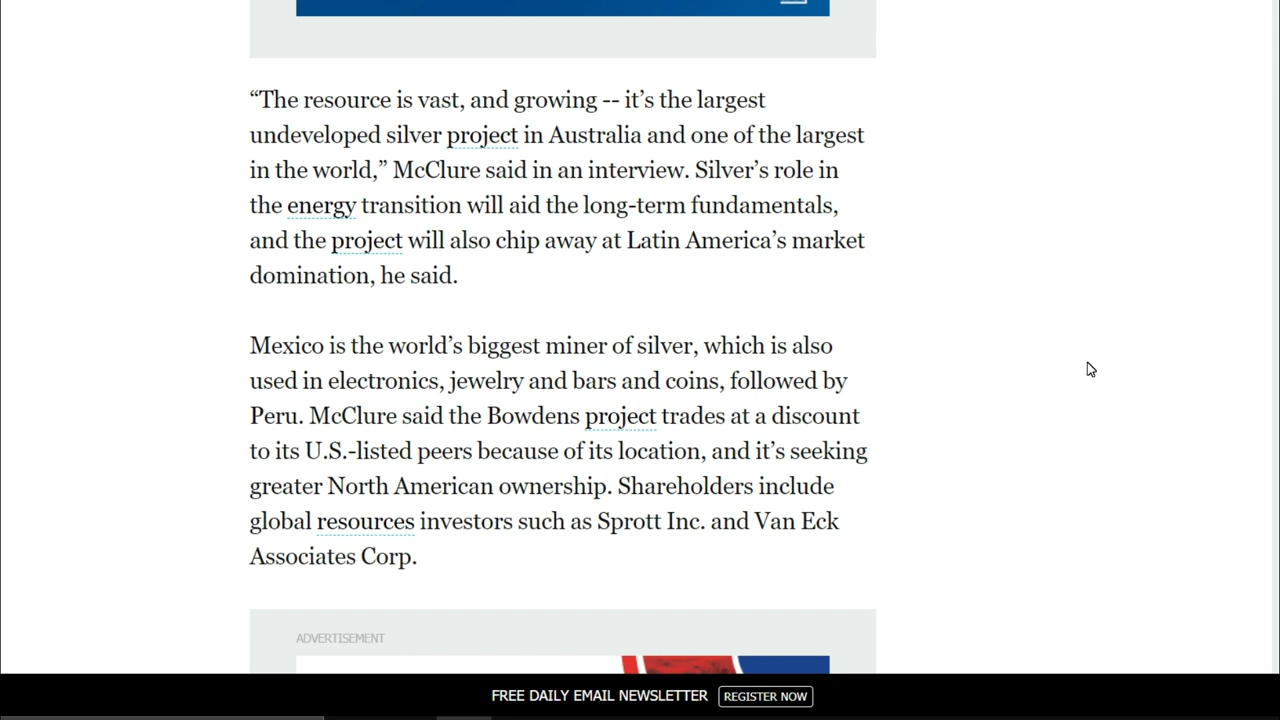 “The resource is vast, and growing -- it’s the largest
undeveloped silver project in Australia and one of the largest
in the world,” McClure said in an interview. Silver’s role in
the energy transition will aid the long-term fundamentals,
and the project will also chip away at Latin America’s market
domination, he said.
Mexico is the world’s biggest miner of silver, which is also
used in electronics, jewelry and bars and coins, followed by
Peru. McClure said the Bowdens project trades at a discount
to its U.S.-listed peers because of its location, and it’s seeking
greater North American ownership. Shareholders include
global resources investors such as Sprott Inc. and Van Eck
Associates Corp.
ADVERTISEMENT
FREE DAILY EMAIL NEWSLETTER REGISTER NOW